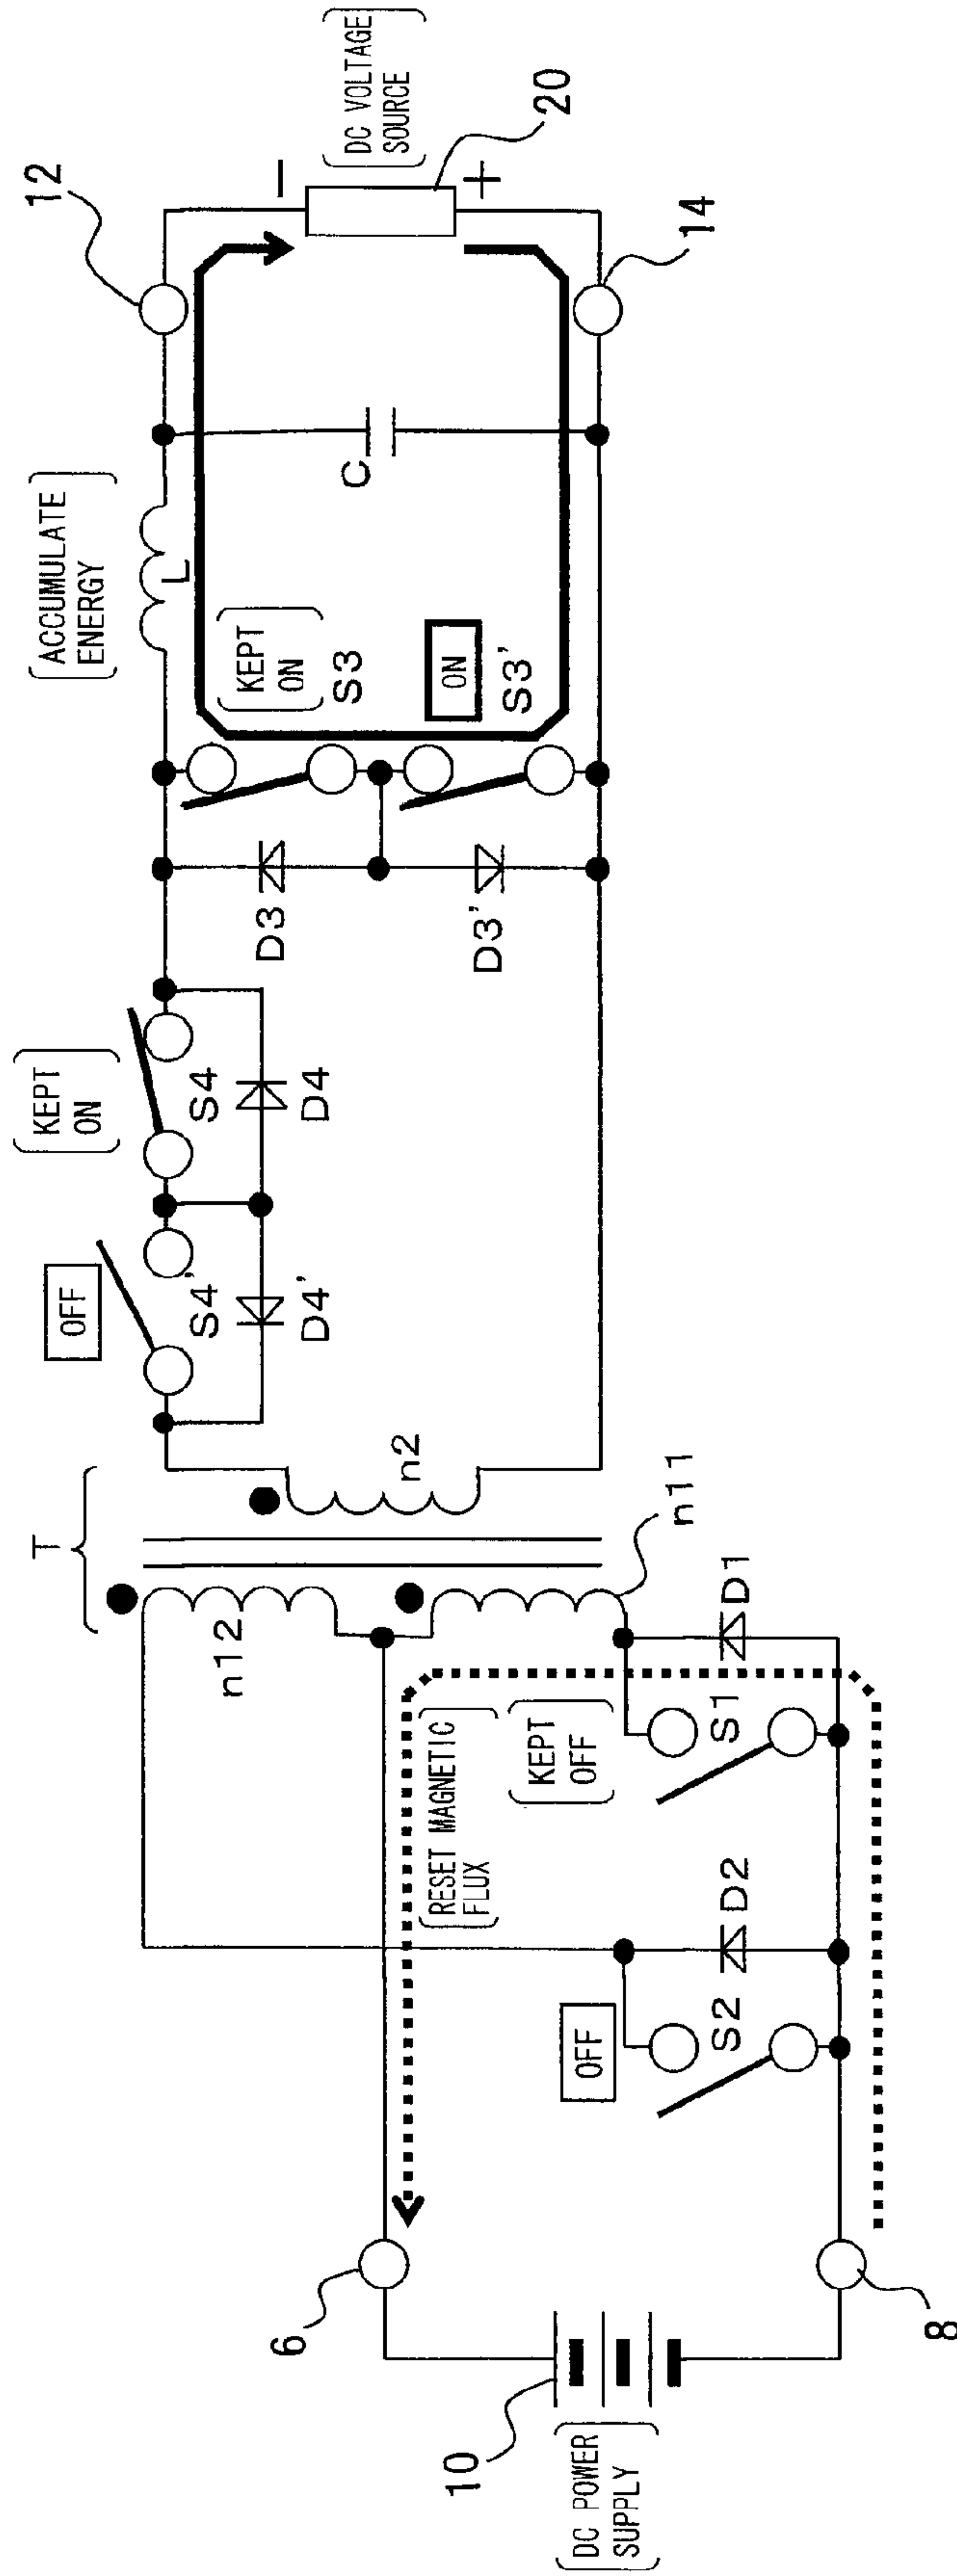 12
DC VOLTAGE
SOURCE
−
+
20
14
ACCUMULATE
ENERGY
L
C
KEPT
ON
S3
ON
S3'
D3
D3'
KEPT
ON
S4
D4
OFF
S4'
D4'
T
n2
n12
n11
RESET MAGNETIC
FLUX
KEPT
OFF
S1
D1
OFF
S2
D2
6
8
10
DC POWER
SUPPLY